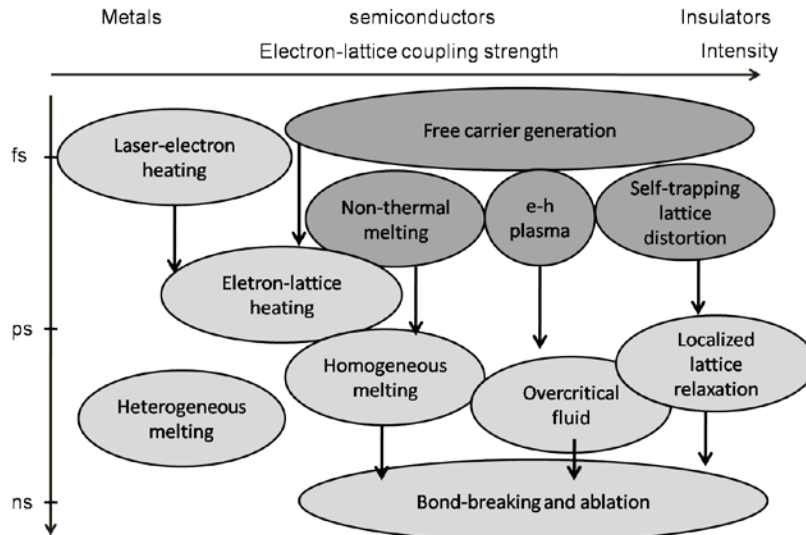 Metals semiconductors Insulators
Electron-lattice coupling strength Intensity
fs
Laser-electron
heating
Free carrier generation
Non-thermal
melting
e-h
plasma
Self-trapping
lattice
distortion
Eletron-lattice
heating
ps
Homogeneous
melting
Localized
lattice
relaxation
Heterogeneous
melting
Overcritical
fluid
ns
Bond-breaking and ablation